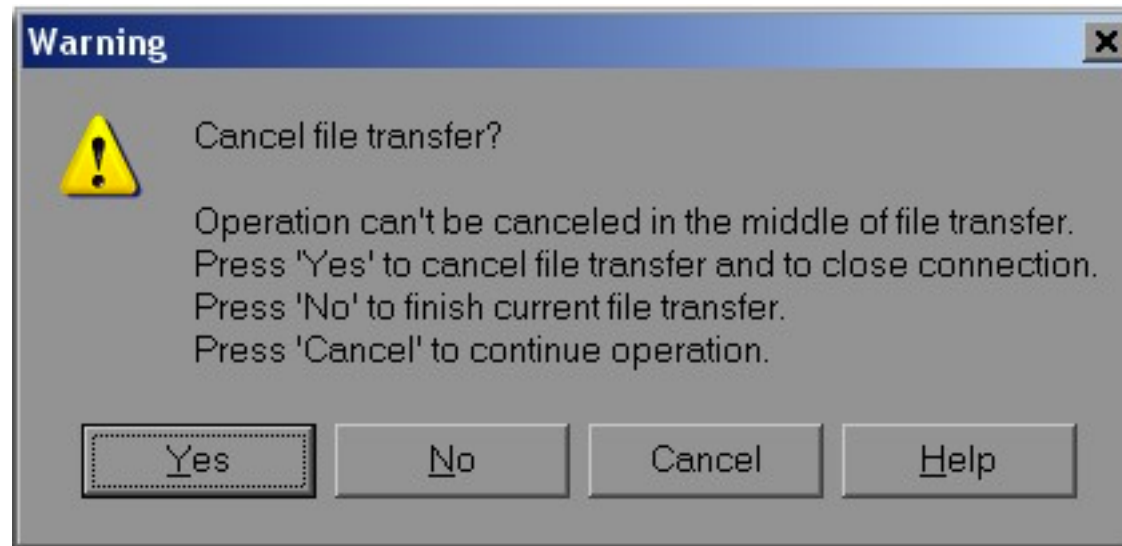 Warning
Cancel file transfer?
Operation can't be canceled in the middle of file transfer.
Press 'Yes' to cancel file transfer and to close connection.
Press 'No' to finish current file transfer.
Press 'Cancel' to continue operation.
Yes No Cancel Help